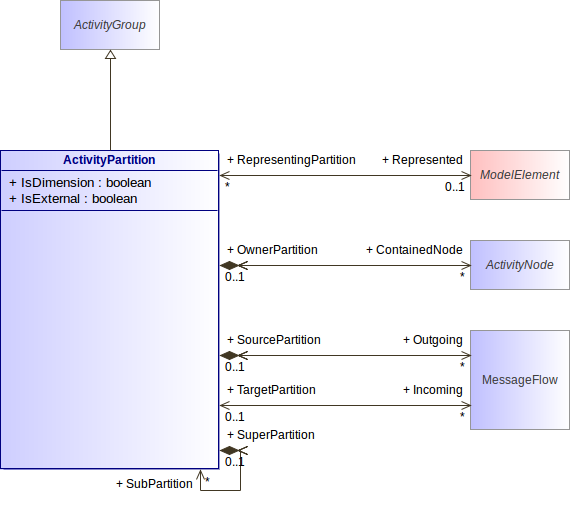 ActivityGroup
ActivityPartition
+ IsDimension : boolean
+ IsExternal : boolean
+ RepresentingPartition
+ Represented
*
0..1
ModelElement
+ OwnerPartition
+ ContainedNode
0..1
*
ActivityNode
+ SourcePartition
+ Outgoing
0..1
*
MessageFlow
+ TargetPartition
+ Incoming
0..1
*
+ SuperPartition
0..1
+ SubPartition
*